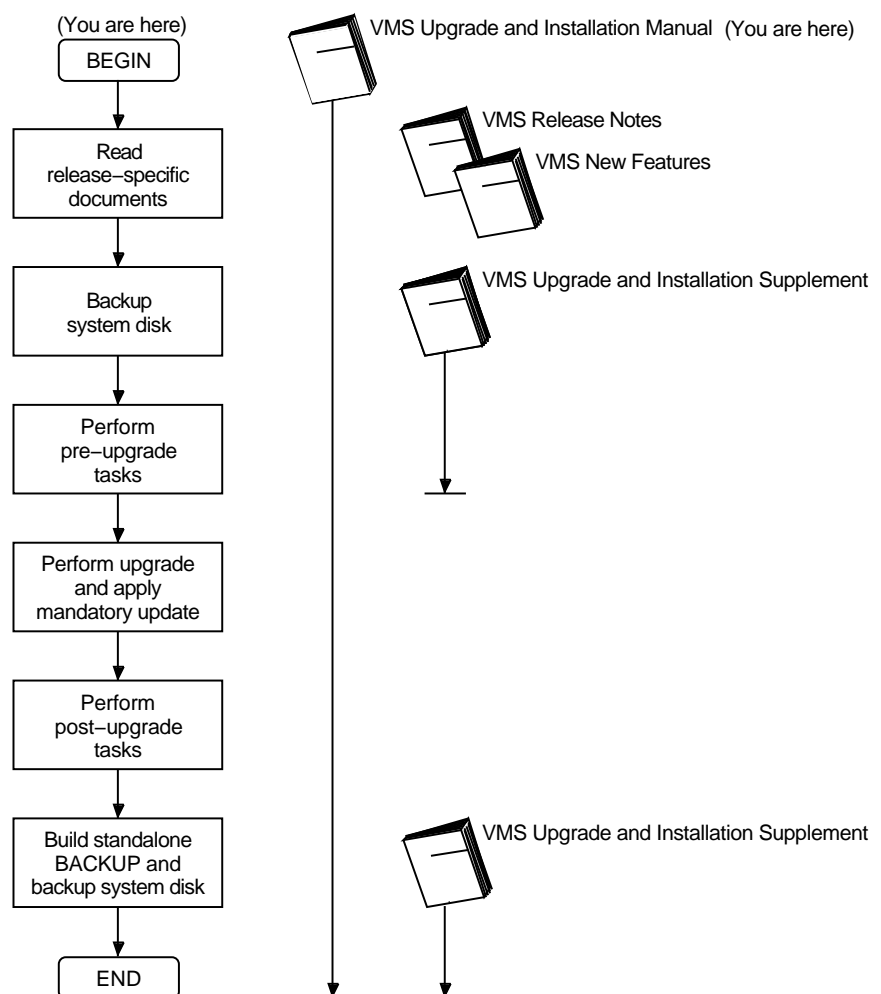 (You are here)
VMS Upgrade and Installation Manual (You are here)
BEGIN
VMS Release Notes
Read
release–specific
documents
VMS New Features
VMS Upgrade and Installation Supplement
Backup
system disk
Perform
pre–upgrade
tasks
Perform upgrade
and apply
mandatory update
Perform
post–upgrade
tasks
VMS Upgrade and Installation Supplement
Build standalone
BACKUP and
backup system disk
END